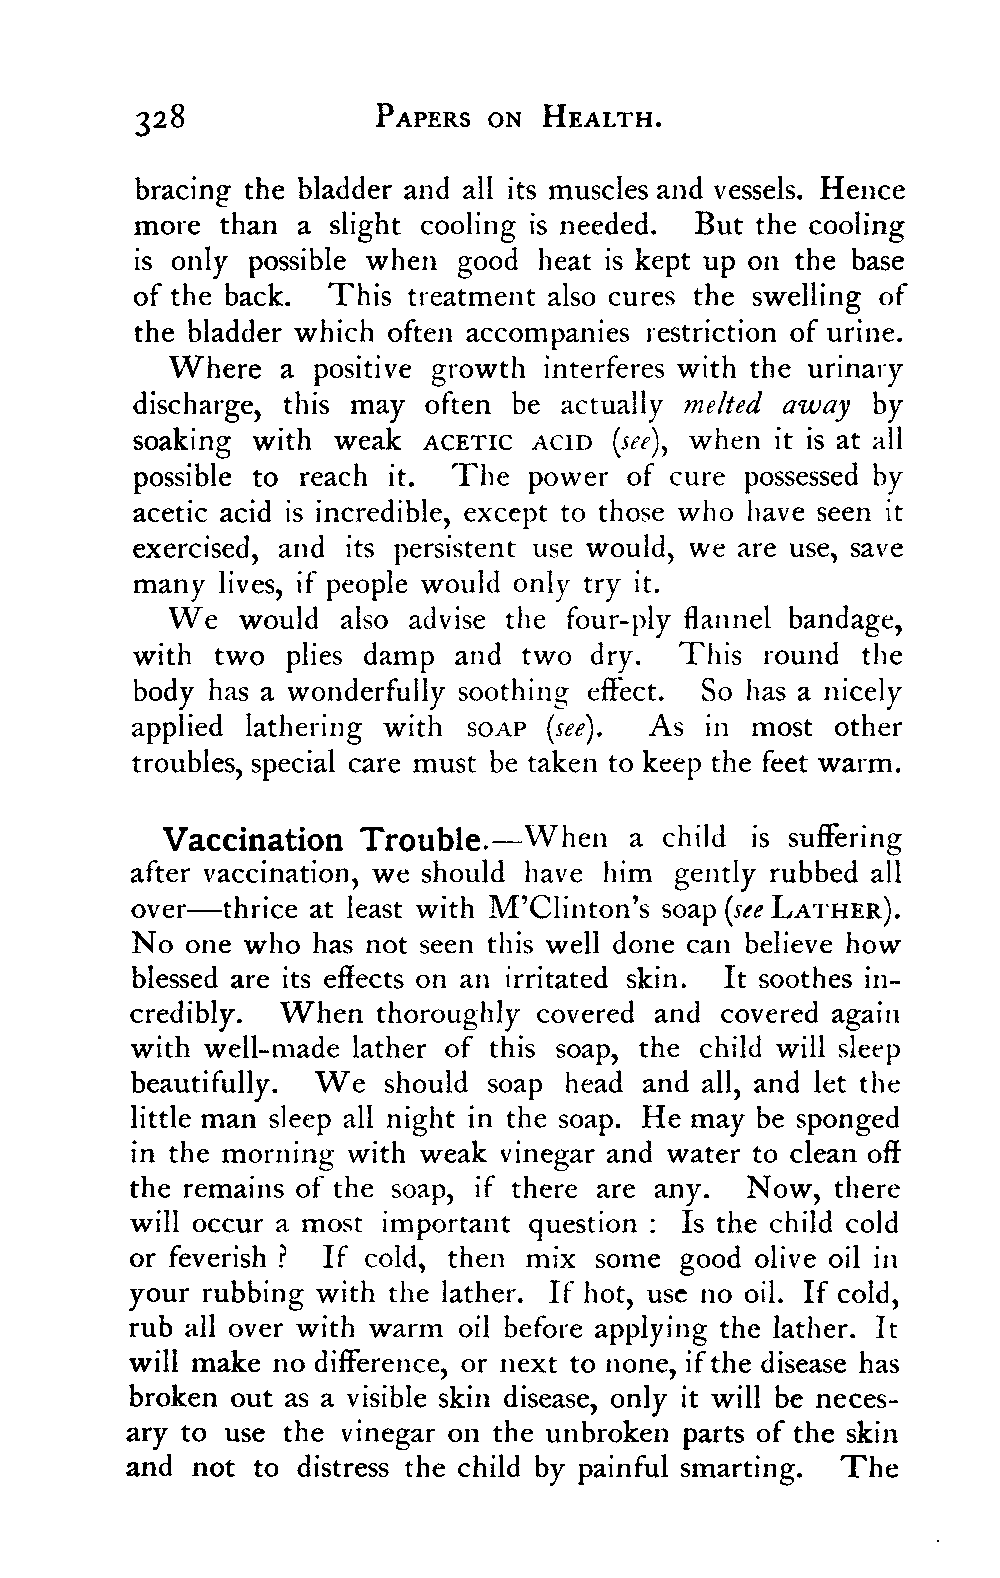 328 PAPERS ON HEALTH.
bracing the bladder and all its muscles and vessels. Hence
more than a slight cooling is needed. But the cooling
is only possible when good heat is kept up on the base
of the back. This treatment also cures the swelling of
the bladder which often accompanies restriction of urine.
Where a positive growth interferes with the urinary
discharge, this may often be actually melted away by
soaking with weak ACETIC ACID (see), when it is at all
possible to reach it. The power of cure possessed by
acetic acid is incredible, except to those who have seen it
exercised, and its persistent use would, we are use, save
many lives, if people would only try it.
We would also advise the four-ply flannel bandage,
with two plies damp and two dry. This round the
body has a wonderfully soothing effect. So has a nicely
applied lathering with SOAP (see). As in most other
troubles, special care must be taken to keep the feet warm.
Vaccination Trouble.—When a child is suffering
after vaccination, we should have him gently rubbed all
over—thrice at least with M'Clinton's soap (see LATHER).
No one who has not seen this well done can believe how
blessed are its effects on an irritated skin. It soothes in-
credibly. When thoroughly covered and covered again
with well-made lather of this soap, the child will sleep
beautifully. We should soap head and all, and let the
little man sleep all night in the soap. He may be sponged
in the morning with weak vinegar and water to clean off
the remains of the soap, if there are any. Now, there
will occur a most important question : Is the child cold
or feverish ? If cold, then mix some good olive oil in
your rubbing with the lather. If hot, use no oil. If cold,
rub all over with warm oil before applying the lather. It
will make no difference, or next to none, if the disease has
broken out as a visible skin disease, only it will be neces-
ary to use the vinegar on the unbroken parts of the skin
and not to distress the child by painful smarting. The